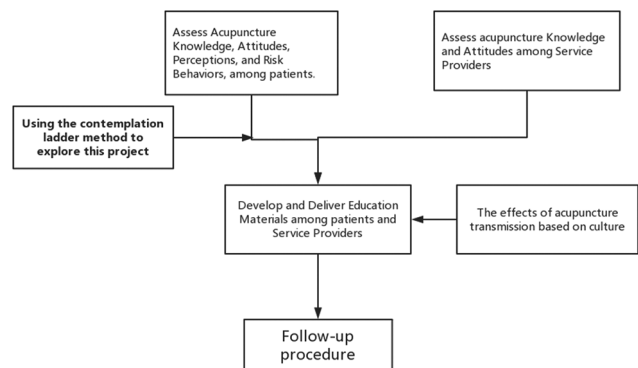 Assess Acupuncture
Knowledge, Attitudes,
Perceptions, and Risk
Behaviors, among patients.
Assess acupuncture Knowledge
and Attitudes among Service
Providers
Using the contemplation
ladder method to
explore this project
Develop and Deliver Education
Materials among patients and
Service Providers
The effects of acupuncture
transmission based on culture
Follow-up
procedure